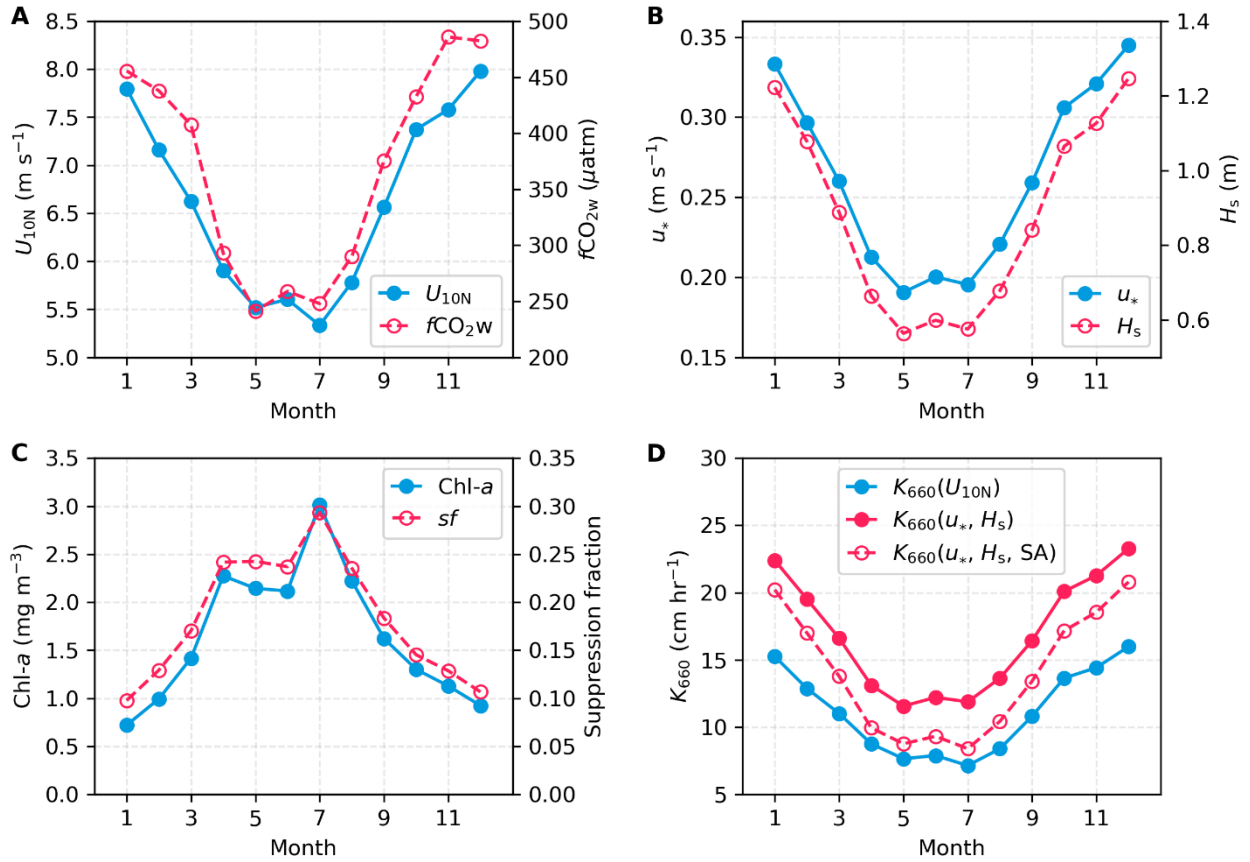 A
8.5
8.0
7.5
7.0
6.5
6.0
5.5
5.0
U₁₀N (m s⁻¹)
500
450
400
350
300
250
200
fCO₂w (μatm)
U₁₀N
fCO₂w
1 3 5 7 9 11
Month
B
0.35
0.30
0.25
0.20
0.15
u* (m s⁻¹)
1.4
1.2
1.0
0.8
0.6
Hₛ (m)
u*
Hₛ
1 3 5 7 9 11
Month
C
3.5
3.0
2.5
2.0
1.5
1.0
0.5
0.0
Chl-a (mg m⁻³)
0.35
0.30
0.25
0.20
0.15
0.10
0.05
0.00
Suppression fraction
Chl-a
sf
1 3 5 7 9 11
Month
D
30
25
20
15
10
5
K₆₆₀ (cm hr⁻¹)
K₆₆₀(U₁₀N)
K₆₆₀(u*, Hₛ)
K₆₆₀(u*, Hₛ, SA)
1 3 5 7 9 11
Month